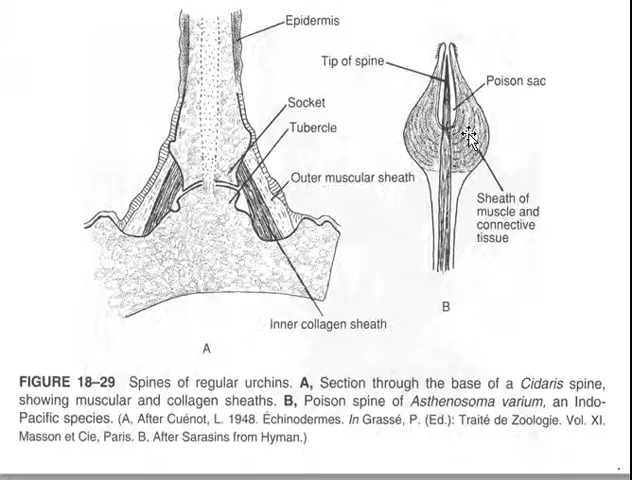 Epidermis
Tip of spine
Poison sac
Socket
Tubercle
Outer muscular sheath
Sheath of
muscle and
connective
tissue
Inner collagen sheath
A
B
FIGURE 18–29 Spines of regular urchins. A, Section through the base of a Cidaris spine,
showing muscular and collagen sheaths. B, Poison spine of Asthenosoma varium, an Indo-
Pacific species. (A, After Cuénot, L. 1948. Échinodermes. In Grassé, P. (Ed.): Traité de Zoologie. Vol. XI.
Masson et Cie, Paris. B, After Sarasins from Hyman.)